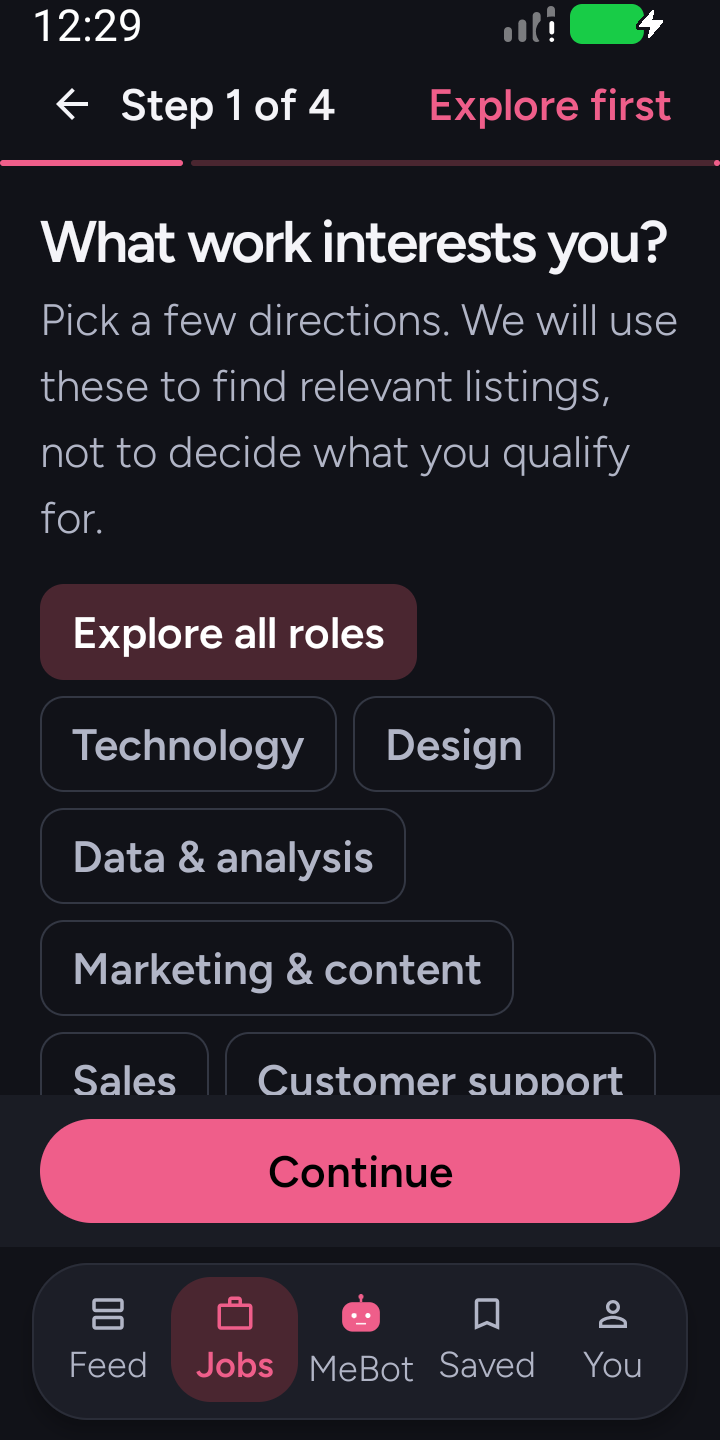 12:29
Step 1 of 4
Explore first
What work interests you?
Pick a few directions. We will use
these to find relevant listings,
not to decide what you qualify
for.
Explore all roles
Technology
Design
Data & analysis
Marketing & content
Sales
Customer support
Continue
Feed
Jobs
MeBot
Saved
You